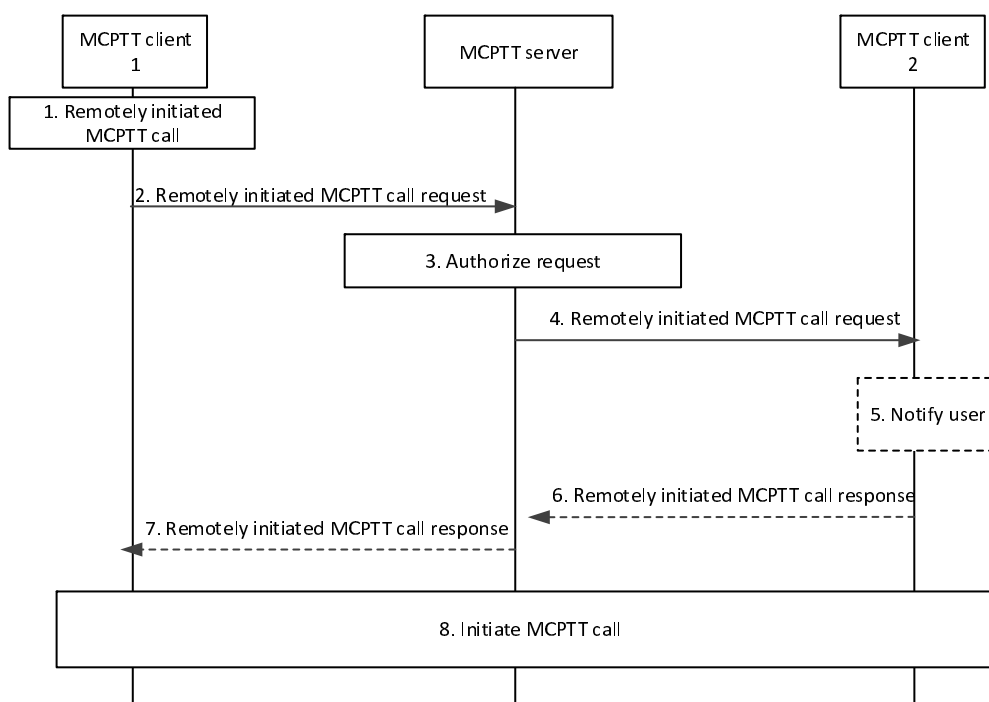 MCPTT client
1
MCPTT server
MCPTT client
2
1. Remotely initiated
MCPTT call
2. Remotely initiated MCPTT call request
3. Authorize request
4. Remotely initiated MCPTT call request
5. Notify user
6. Remotely initiated MCPTT call response
7. Remotely initiated MCPTT call response
8. Initiate MCPTT call